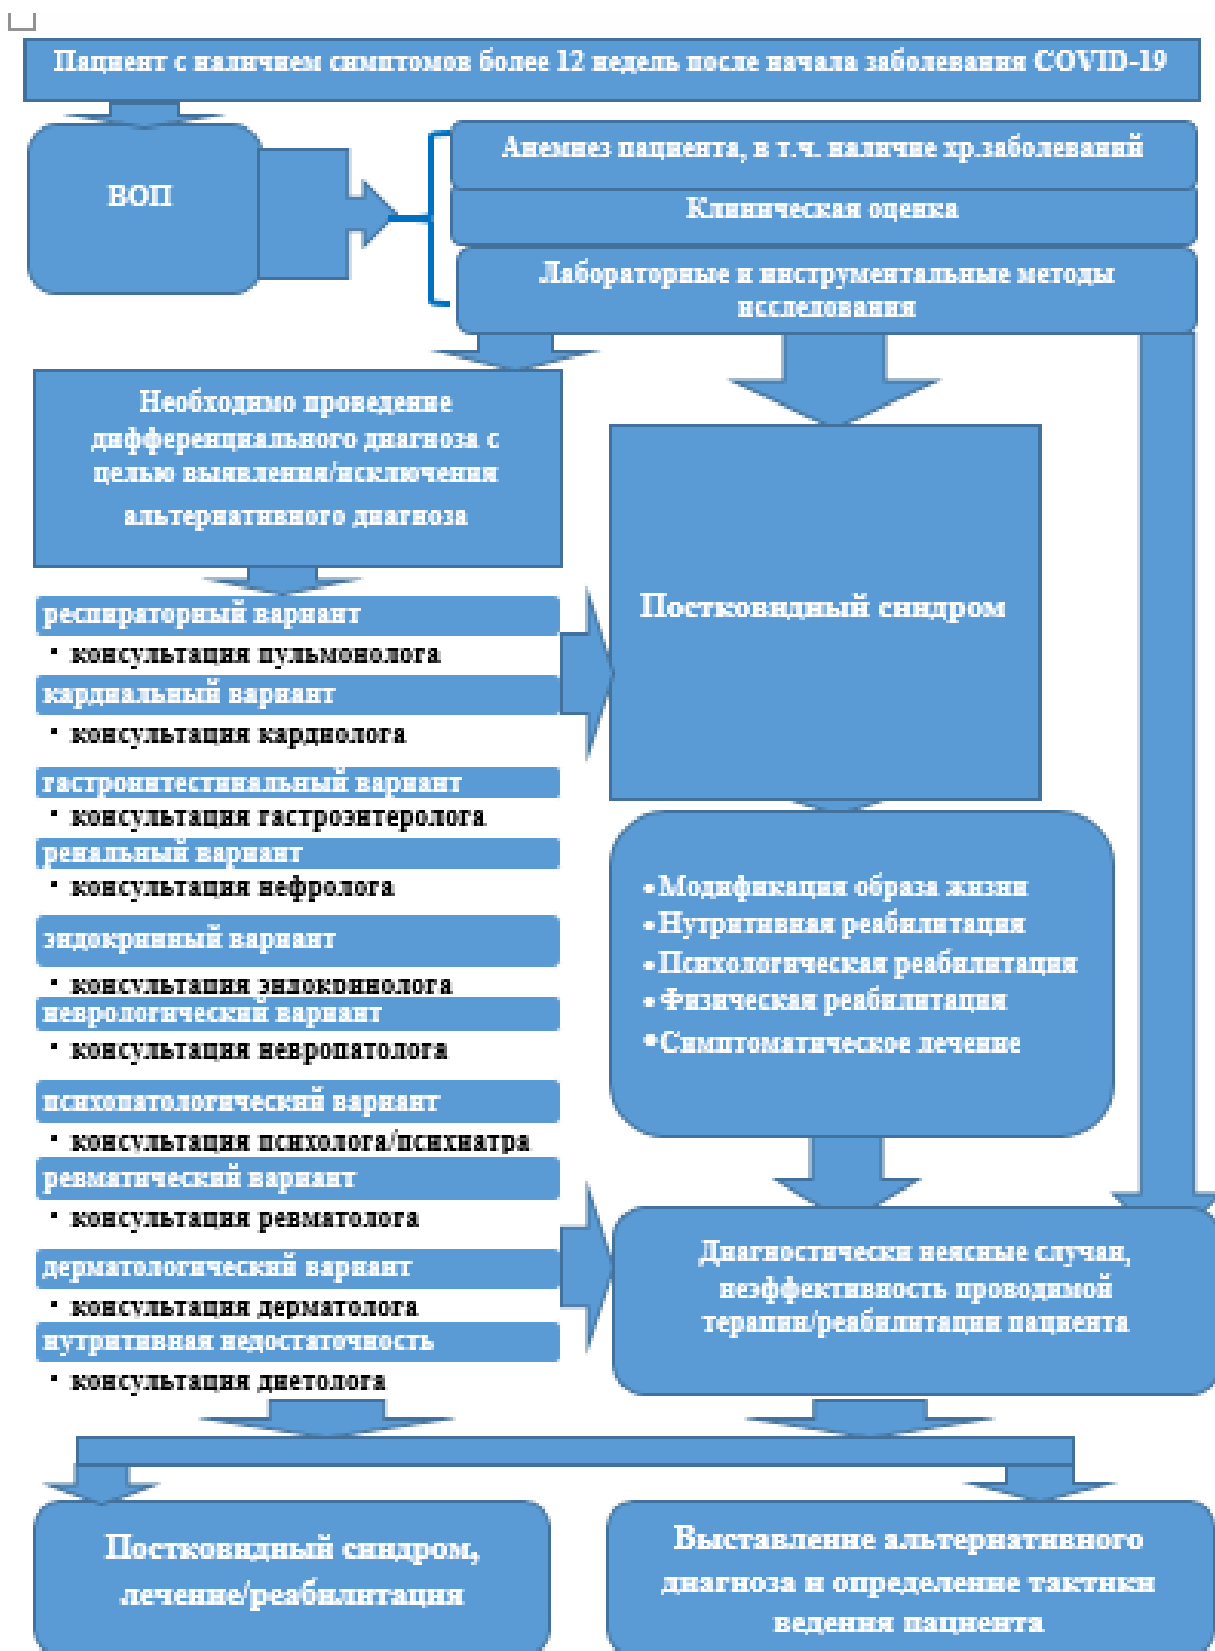 Пациент с наличием симптомов более 12 недель после начала заболевания COVID-19
ВОП
Анемнез пациента, в т.ч. наличие хр.заболеваний
Клиническая оценка
Лабораторные и инструментальные методы
исследования
Необходимо проведение
дифференциального диагноза с
целью выявления/исключения
альтернативного диагноза
респираторный вариант
· консультация пульмонолога
кардиальный вариант
· консультация кардиолога
гастроинтестинальный вариант
· консультация гастроэнтеролога
ренальный вариант
· консультация нефролога
эндокринный вариант
· консультация эндокринолога
неврологический вариант
· консультация невропатолога
психопатологический вариант
· консультация психолога/психиатра
ревматический вариант
· консультация ревматолога
дерматологический вариант
· консультация дерматолога
нутритивная недостаточность
· консультация диетолога
Постковидный синдром
•Модификация образа жизни
•Нутритивная реабилитация
•Психологическая реабилитация
•Физическая реабилитация
•Симптоматическое лечение
Диагностически неясные случаи,
неэффективность проводимой
терапии/реабилитации пациента
Постковидный синдром,
лечение/реабилитация
Выставление альтернативного
диагноза и определение тактики
ведения пациента